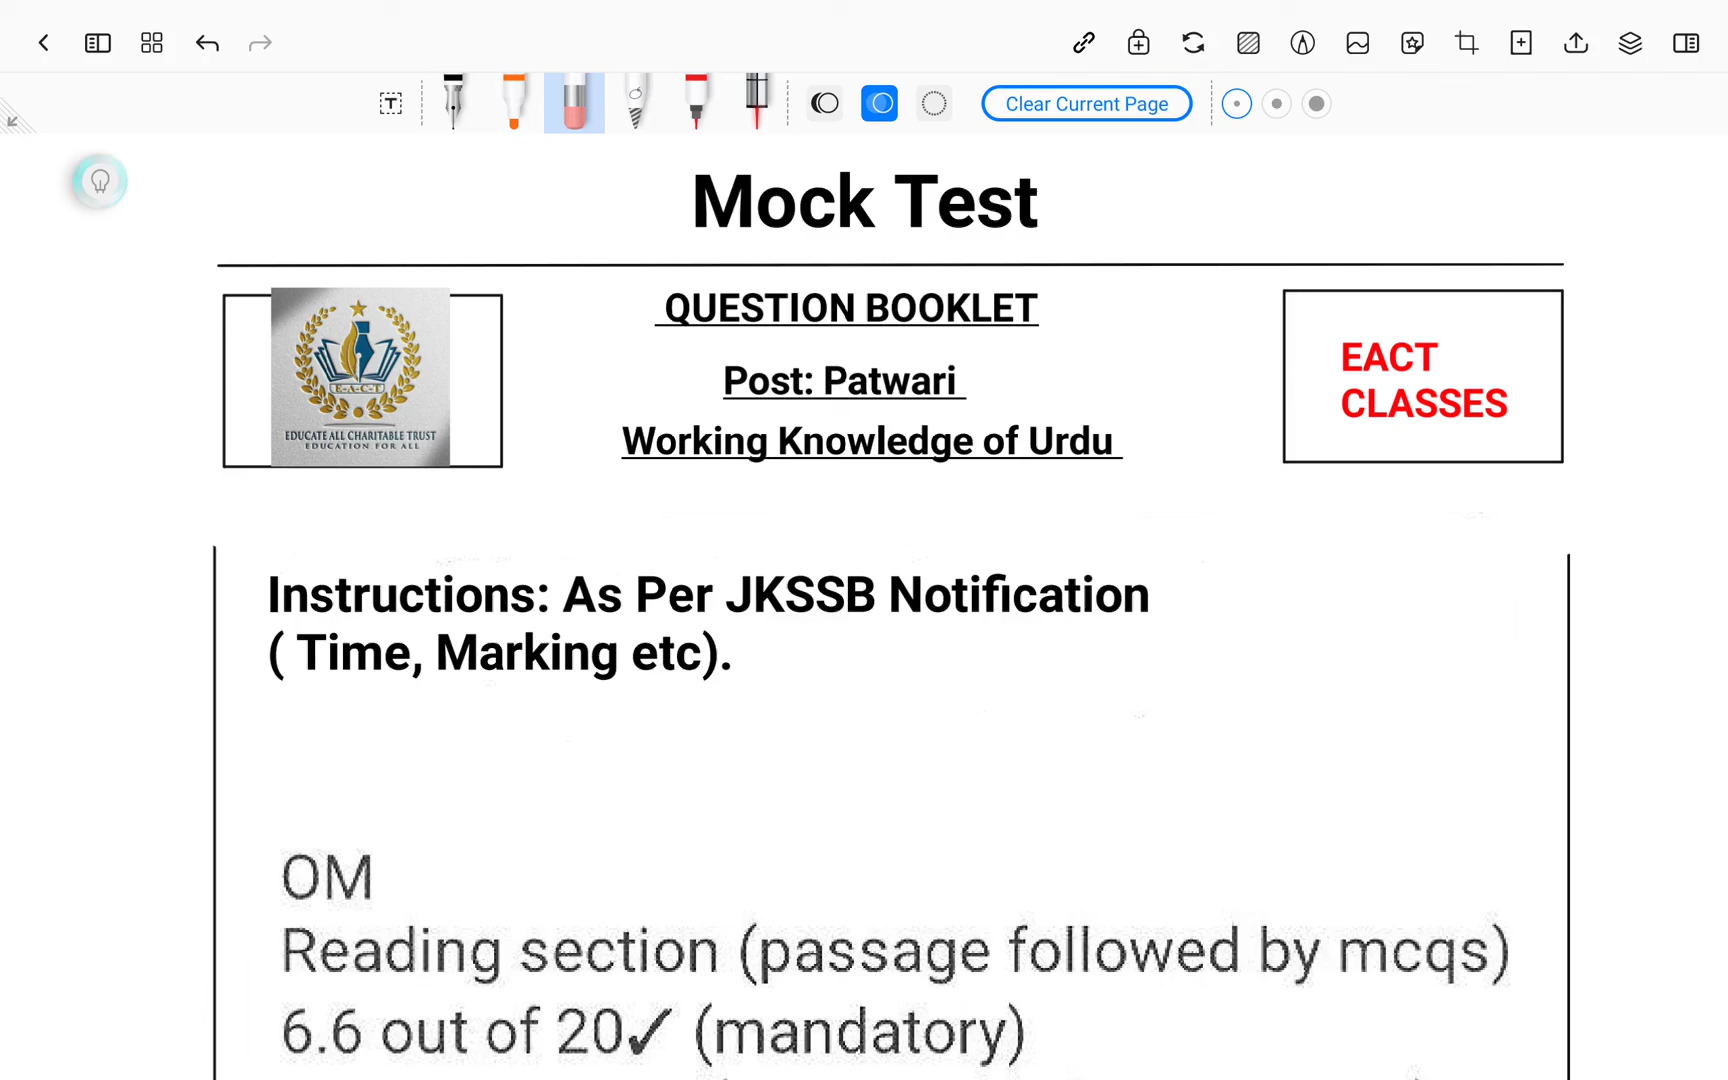 Clear Current Page
Mock Test
QUESTION BOOKLET
Post: Patwari
Working Knowledge of Urdu
E-A-C-T
EDUCATE ALL CHARITABLE TRUST
EDUCATION FOR ALL
EACT
CLASSES
Instructions: As Per JKSSB Notification
( Time, Marking etc).
OM
Reading section (passage followed by mcqs)
6.6 out of 20✓ (mandatory)